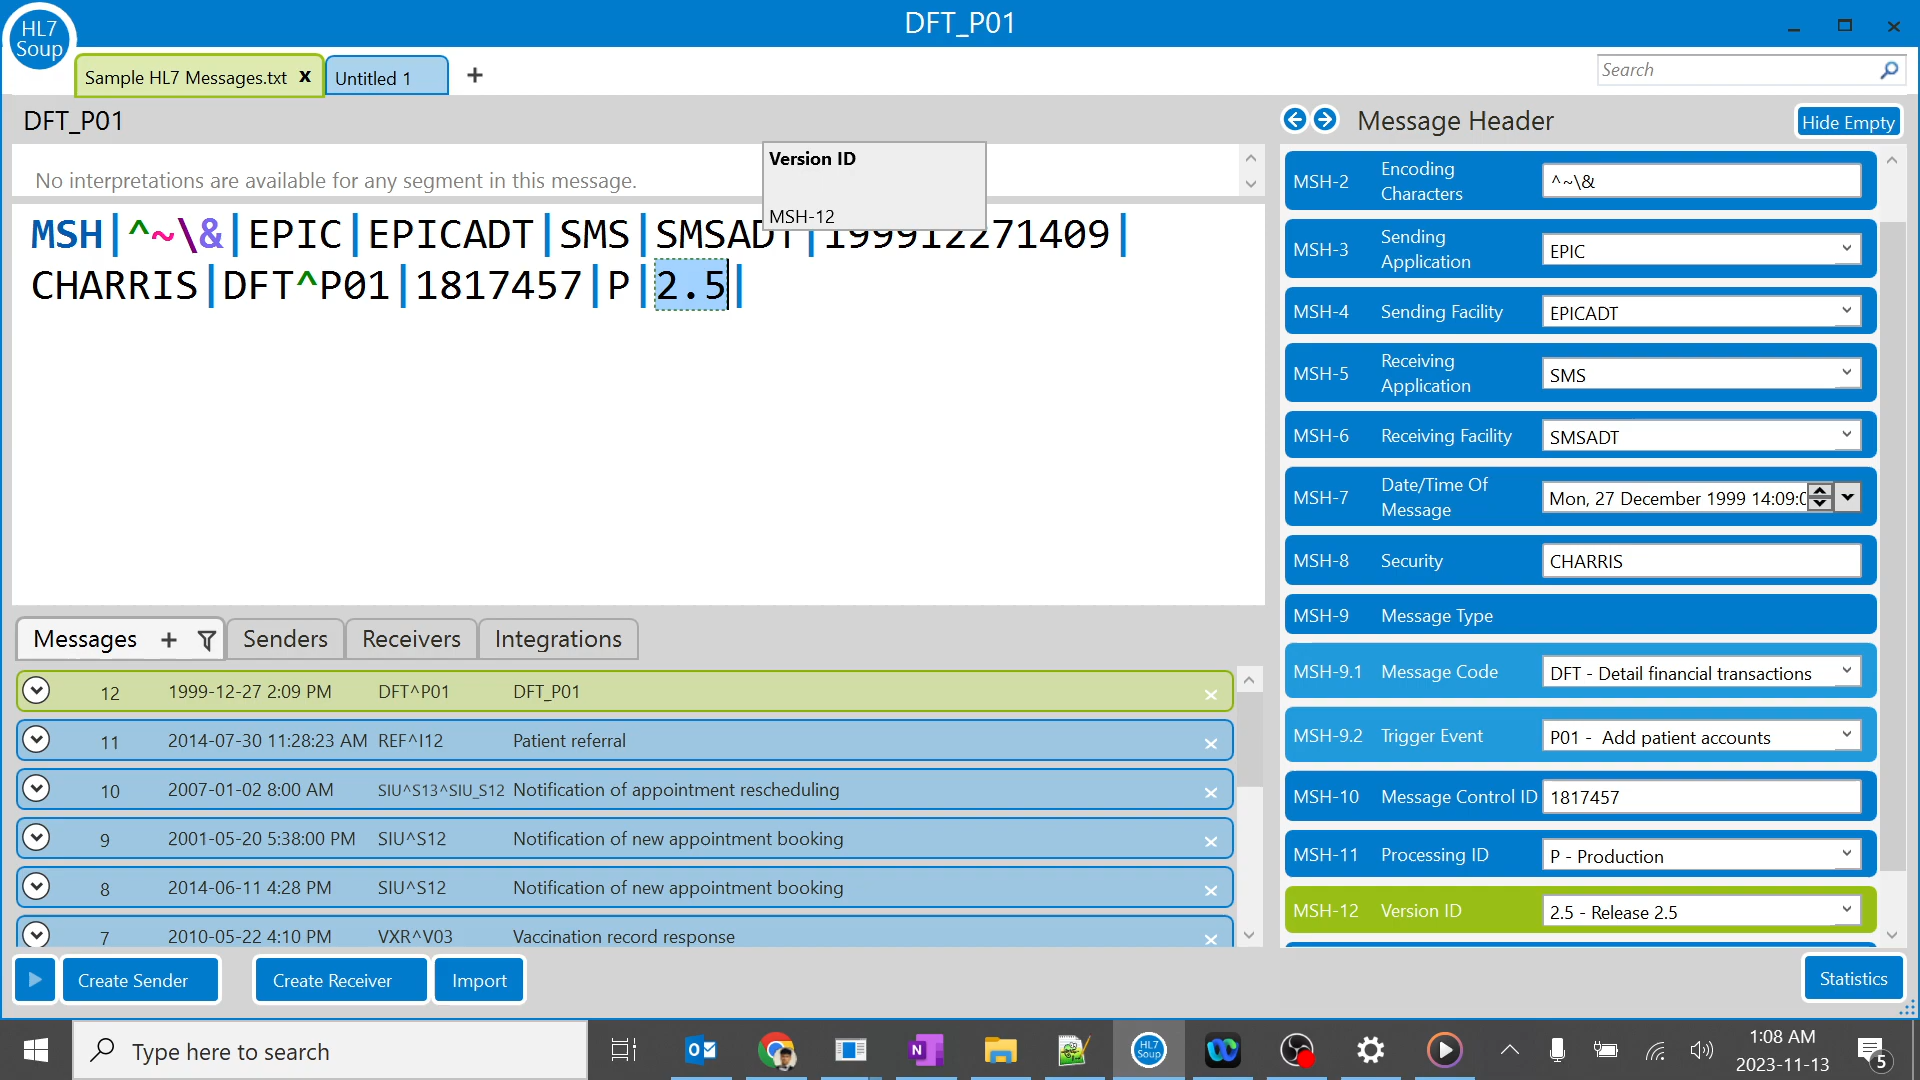 HL7
Soup
DFT_P01
Sample HL7 Messages.txt x
Untitled 1
+
Search
DFT_P01
No interpretations are available for any segment in this message.
Version ID
MSH-12
MSH|^~\&|EPIC|EPICADT|SMS|SMSADT|199912271409|
CHARRIS|DFT^P01|1817457|P|2.5|
Message Header
Hide Empty
MSH-2 Encoding Characters ^~\&
MSH-3 Sending Application EPIC
MSH-4 Sending Facility EPICADT
MSH-5 Receiving Application SMS
MSH-6 Receiving Facility SMSADT
MSH-7 Date/Time Of Message Mon, 27 December 1999 14:09:0
MSH-8 Security CHARRIS
MSH-9 Message Type
MSH-9.1 Message Code DFT - Detail financial transactions
MSH-9.2 Trigger Event P01 - Add patient accounts
MSH-10 Message Control ID 1817457
MSH-11 Processing ID P - Production
MSH-12 Version ID 2.5 - Release 2.5
Messages + Senders Receivers Integrations
12 1999-12-27 2:09 PM DFT^P01 DFT_P01
11 2014-07-30 11:28:23 AM REF^I12 Patient referral
10 2007-01-02 8:00 AM SIU^S13^SIU_S12 Notification of appointment rescheduling
9 2001-05-20 5:38:00 PM SIU^S12 Notification of new appointment booking
8 2014-06-11 4:28 PM SIU^S12 Notification of new appointment booking
7 2010-05-22 4:10 PM VXR^V03 Vaccination record response
Create Sender
Create Receiver
Import
Statistics
Type here to search
HL7
Soup
1:08 AM
2023-11-13
5